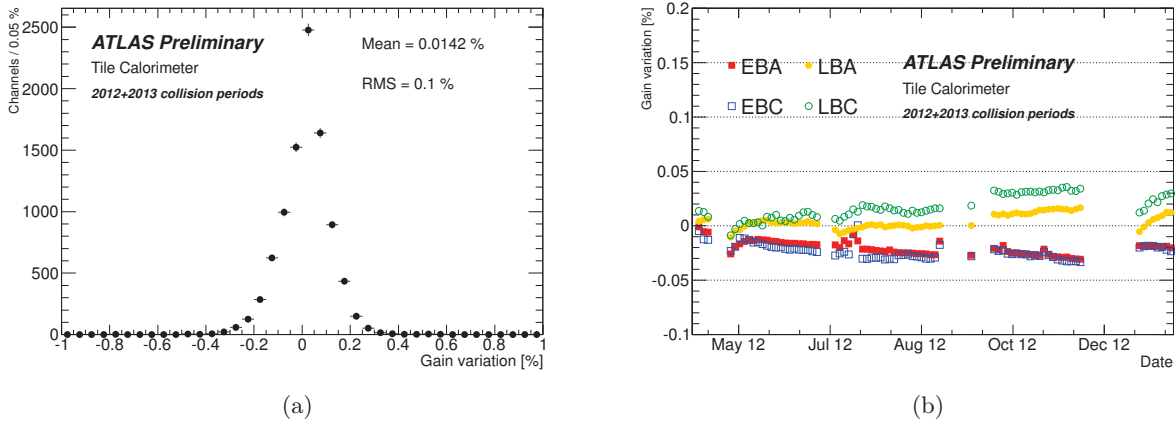 Channels / 0.05 %
2500
2000
1500
1000
500
0
ATLAS Preliminary
Tile Calorimeter
2012+2013 collision periods
Mean = 0.0142 %
RMS = 0.1 %
-1 -0.8 -0.6 -0.4 -0.2 0 0.2 0.4 0.6 0.8 1
Gain variation [%]
(a)
Gain variation [%]
0.2
0.15
0.1
0.05
0
-0.05
-0.1
EBA LBA
EBC LBC
ATLAS Preliminary
Tile Calorimeter
2012+2013 collision periods
May 12 Jul 12 Aug 12 Oct 12 Dec 12
Date
(b)